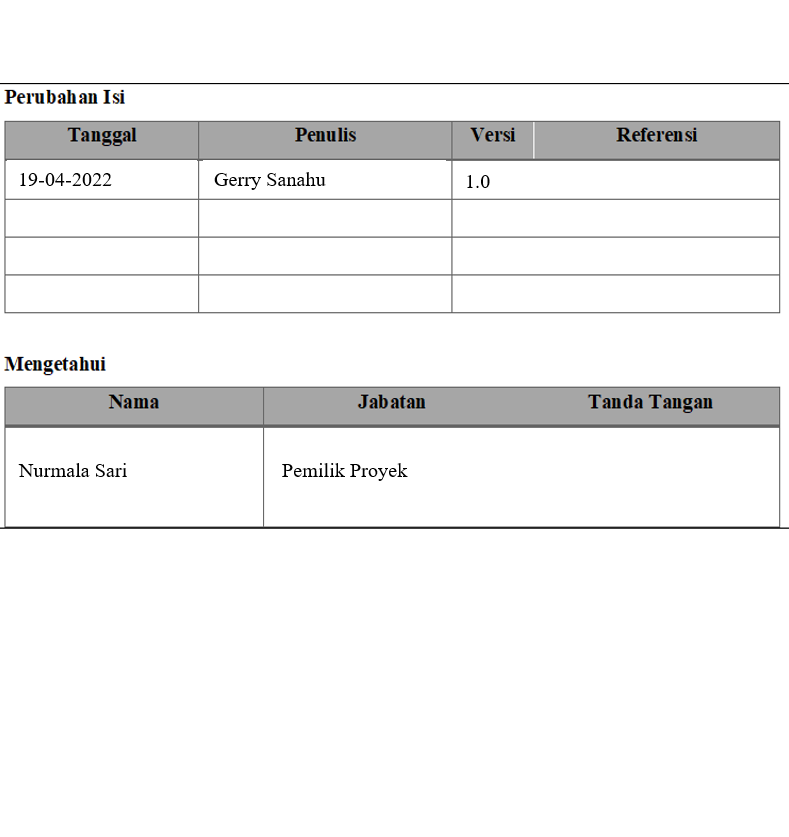 Perubahan Isi
Tanggal Penulis Versi Referensi
19-04-2022 Gerry Sanahu 1.0
Mengetahui
Nama Jabatan Tanda Tangan
Nurmala Sari Pemilik Proyek